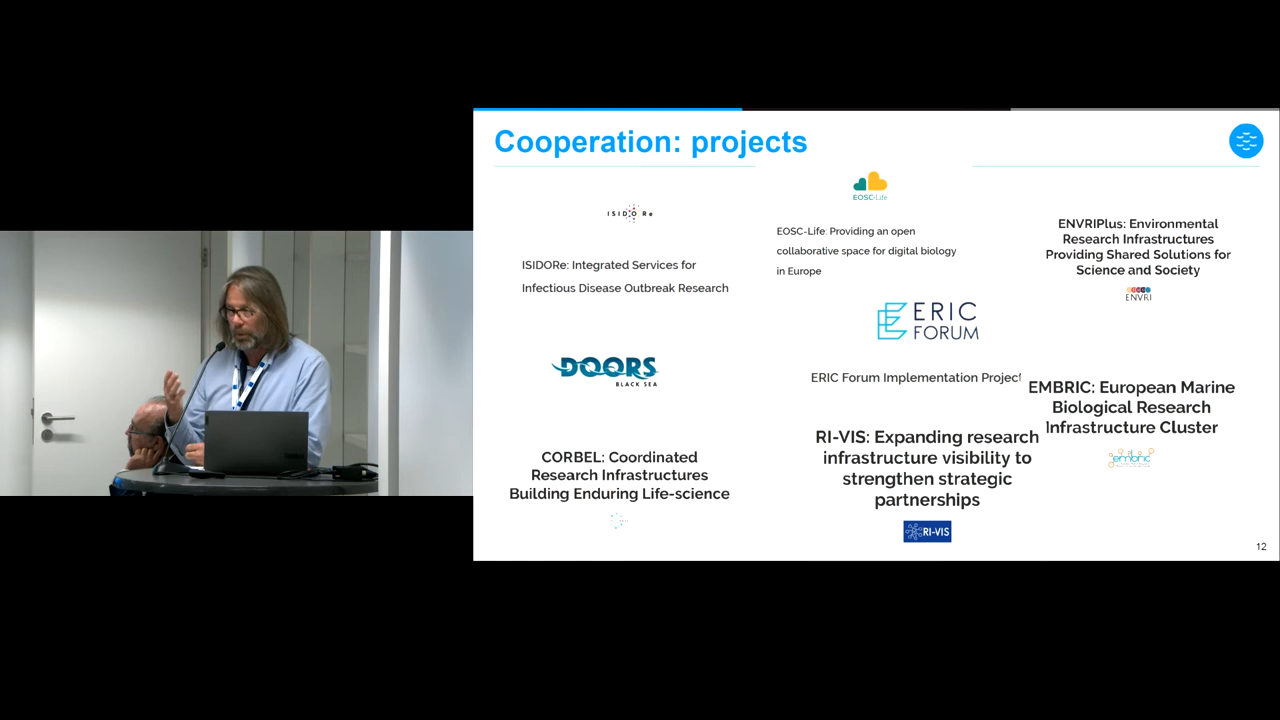 Cooperation: projects
ISIDORe
ISIDORe: Integrated Services for
Infectious Disease Outbreak Research
DOORS
BLACK SEA
CORBEL: Coordinated
Research Infrastructures
Building Enduring Life-science
EOSC-Life
EOSC-Life: Providing an open
collaborative space for digital biology
in Europe
ERIC
FORUM
ERIC Forum Implementation Project
RI-VIS: Expanding research
infrastructure visibility to
strengthen strategic
partnerships
RI-VIS
ENVRIPlus: Environmental
Research Infrastructures
Providing Shared Solutions for
Science and Society
ENVRI
EMBRIC: European Marine
Biological Research
Infrastructure Cluster
embric
12